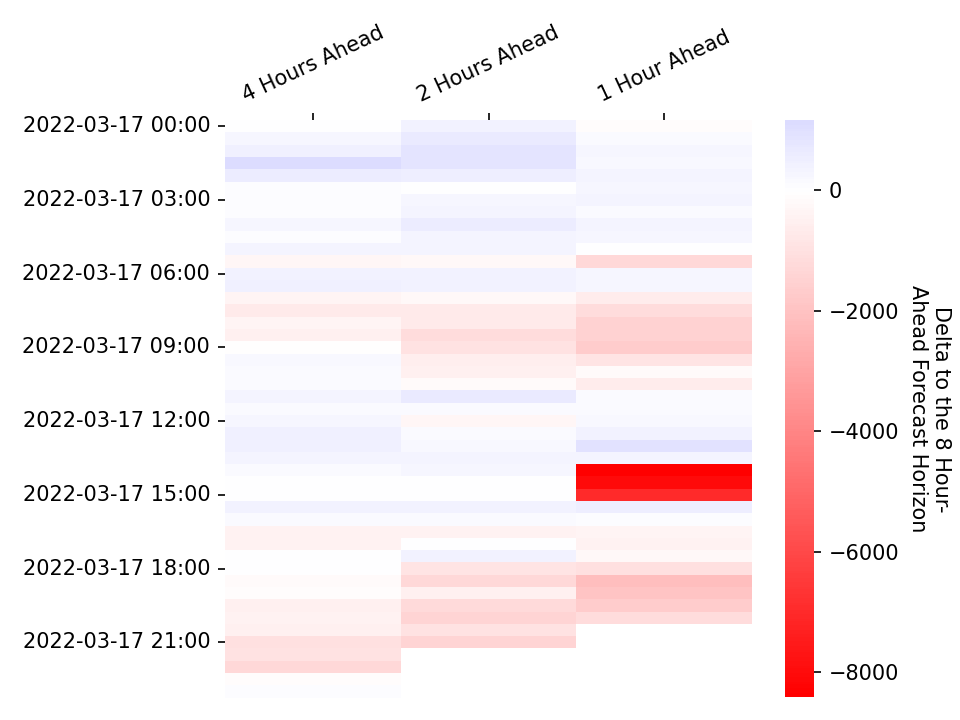 4 Hours Ahead
2 Hours Ahead
1 Hour Ahead
2022-03-17 00:00
2022-03-17 03:00
2022-03-17 06:00
2022-03-17 09:00
2022-03-17 12:00
2022-03-17 15:00
2022-03-17 18:00
2022-03-17 21:00
0
−2000
−4000
−6000
−8000
Delta to the 8 Hour-
Ahead Forecast Horizon